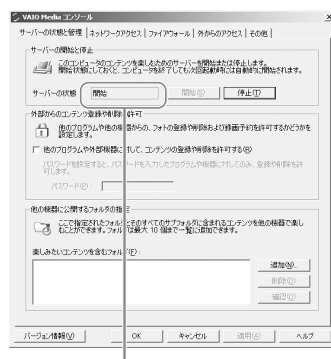 VAIO Media コンソール
サーバーの状態と管理 ネットワークアクセス ファイアウォール 外からのアクセス その他
サーバーの開始と停止
このコンピュータのコンテンツを楽しむためのサーバーを開始または停止します。
開始状態にしておくと、コンピュータを終了しても次回起動時には自動的に開始されます。
サーバーの状態 開始 開始(S) 停止(T)
外部からのコンテンツ登録や削除の許可
他のプログラムや他の機器からの、フォトの登録や削除および録画予約を許可するかどうかを
設定します。
他のプログラムや外部機器に対して、コンテンツの登録や削除を許可する(R)
パスワードを設定すると、パスワードを入力したプログラムや機器に対してのみ、登録や削除を許
可します。
パスワード(P) :
他の機器に公開するフォルダの指定
ここで指定されたフォルダとそのすべてのサブフォルダに含まれるコンテンツを他の機器で楽し
むことができます。フォルダは最大 10 個まで一覧に追加できます。
楽しみたいコンテンツを含むフォルダ(F):
追加(N)...
削除(D)
確認(O)
バージョン情報(V) OK キャンセル 適用(A) ヘルプ